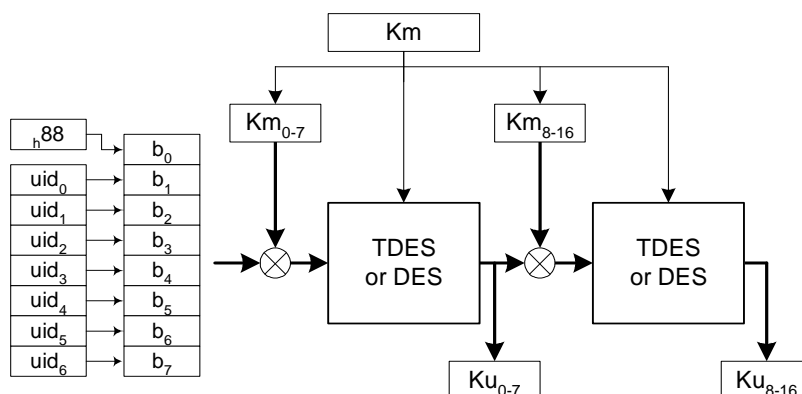 Km
Km0-7
Km8-16
h88
b0
uid0
b1
uid1
b2
uid2
b3
uid3
b4
uid4
b5
uid5
b6
uid6
b7
TDES
or DES
TDES
or DES
Ku0-7
Ku8-16